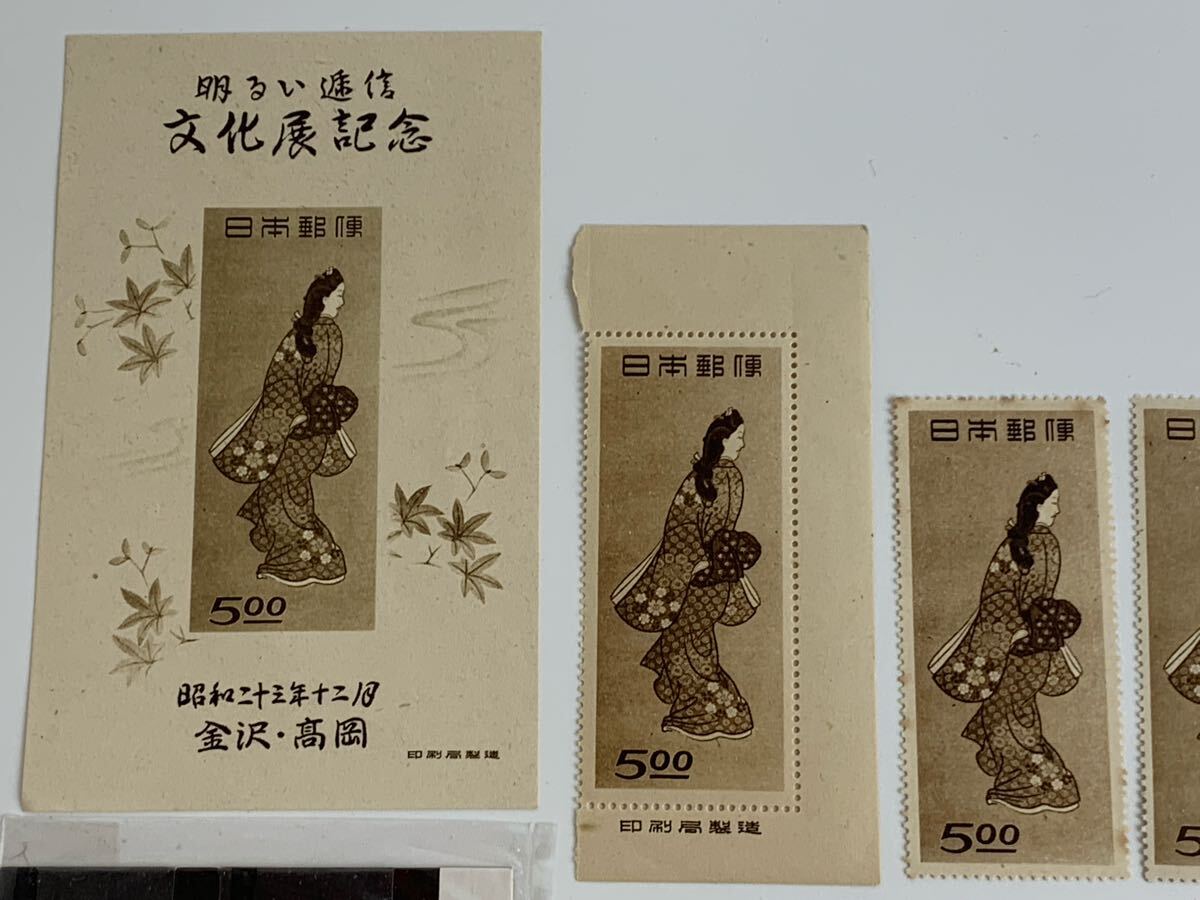 明るい逓信
文化展記念
日本郵便
5.00
昭和二十三年十二月
金沢・高岡
印刷局製造
日本郵便
5.00
印刷局製造
日本郵便
5.00
日
5